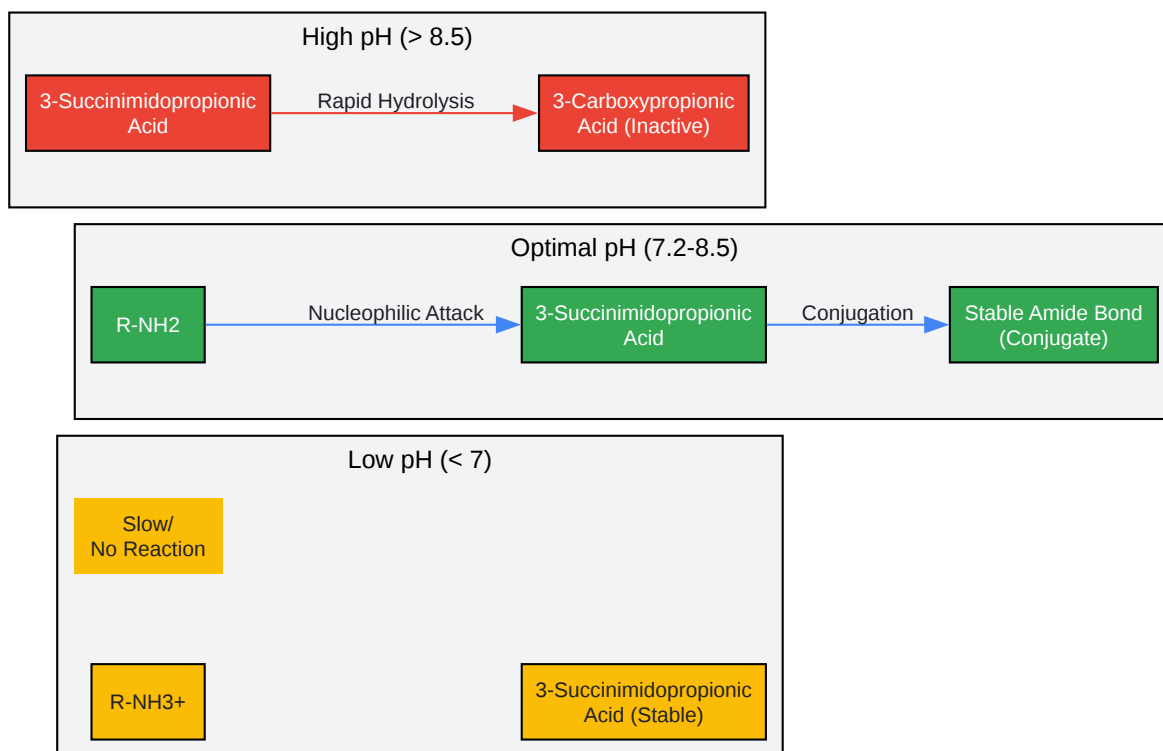 High pH (> 8.5)
3-Succinimidopropionic
Acid
Rapid Hydrolysis
3-Carboxypropionic
Acid (Inactive)
Optimal pH (7.2-8.5)
R-NH2
Nucleophilic Attack
3-Succinimidopropionic
Acid
Conjugation
Stable Amide Bond
(Conjugate)
Low pH (< 7)
Slow/
No Reaction
R-NH3+
3-Succinimidopropionic
Acid (Stable)